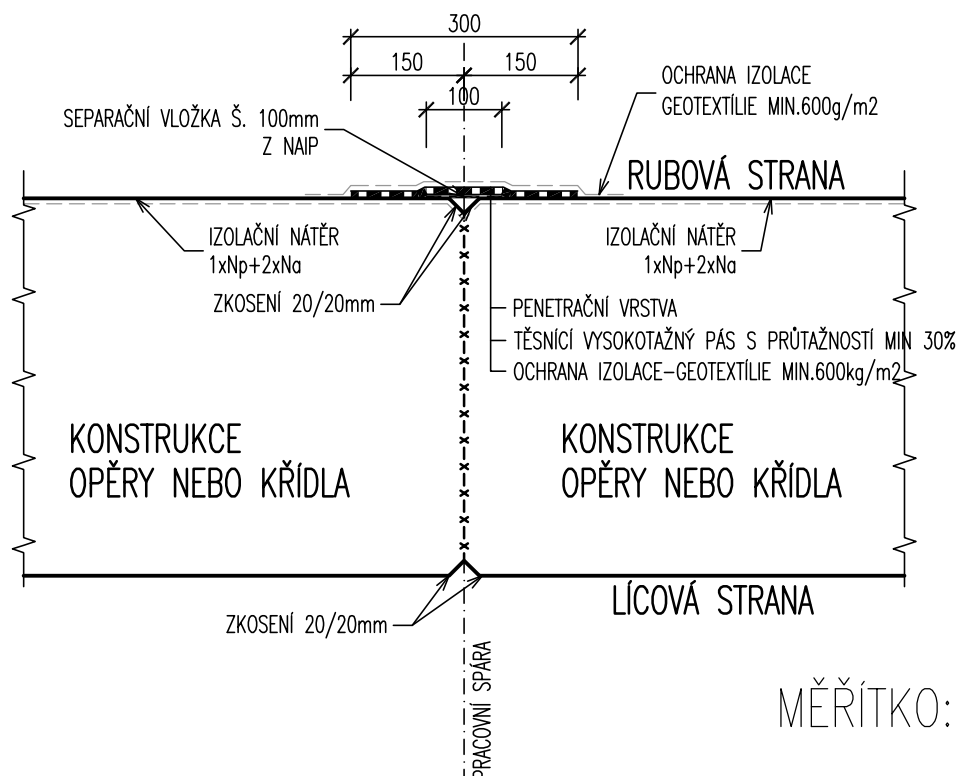 300
150
150
100
OCHRANA IZOLACE
GEOTEXTÍLIE MIN.600g/m2
SEPARAČNÍ VLOŽKA Š. 100mm
Z NAIP
RUBOVÁ STRANA
IZOLAČNÍ NÁTĚR
1xNp+2xNa
IZOLAČNÍ NÁTĚR
1xNp+2xNa
ZKOSENÍ 20/20mm
PENETRAČNÍ VRSTVA
TĚSNÍCÍ VYSOKOTAŽNÝ PÁS S PRŮTAŽNOSTÍ MIN 30%
OCHRANA IZOLACE-GEOTEXTÍLIE MIN.600kg/m2
KONSTRUKCE
OPĚRY NEBO KŘÍDLA
KONSTRUKCE
OPĚRY NEBO KŘÍDLA
LÍCOVÁ STRANA
ZKOSENÍ 20/20mm
PRACOVNÍ SPÁRA
MĚŘÍTKO: